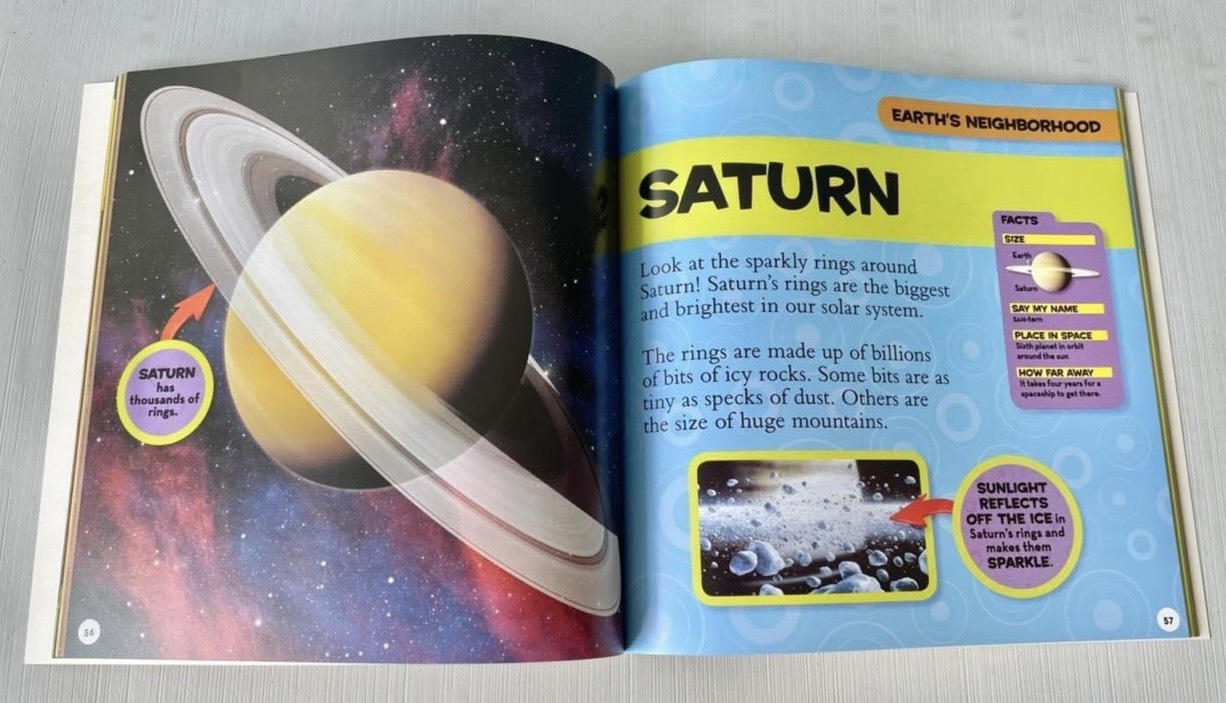 SATURN
has
thousands of
rings.
56
EARTH'S NEIGHBORHOOD
SATURN
Look at the sparkly rings around
Saturn! Saturn's rings are the biggest
and brightest in our solar system.
The rings are made up of billions
of bits of icy rocks. Some bits are as
tiny as specks of dust. Others are
the size of huge mountains.
FACTS
SIZE
Earth
Saturn
SAY MY NAME
PLACE IN SPACE
Sixth planet in orbit
around the sun
HOW FAR AWAY
It takes four years for a
spaceship to get there.
SUNLIGHT
REFLECTS
OFF THE ICE in
Saturn's rings and
makes them
SPARKLE.
57